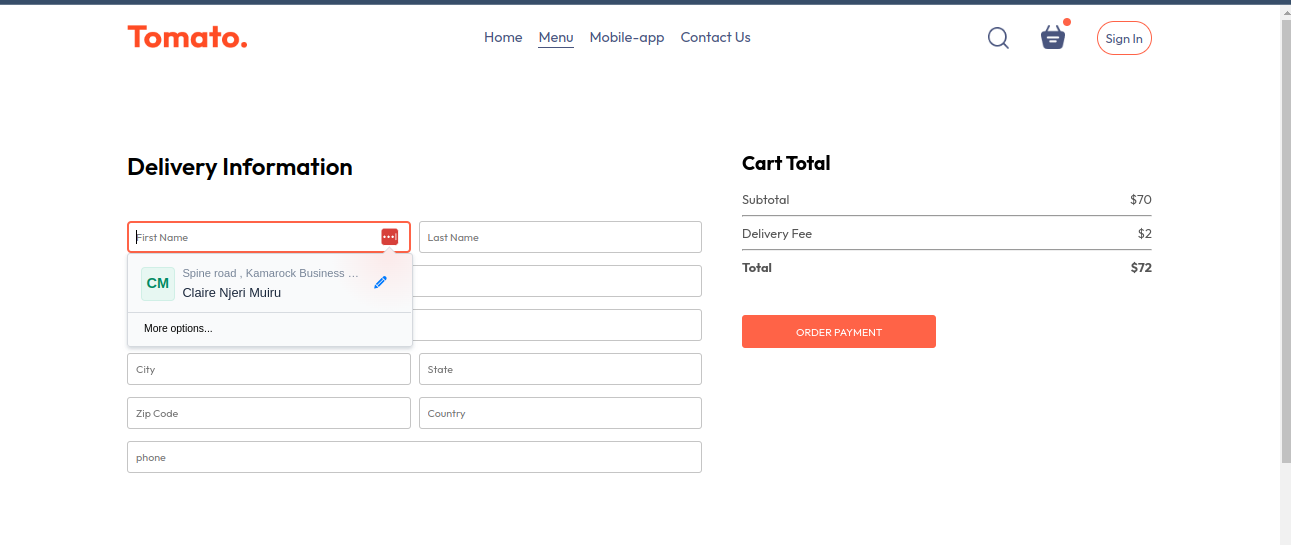 Tomato.
Home Menu Mobile-app Contact Us
Sign In
Delivery Information
First Name
Last Name
CM
Spine road , Kamarock Business ...
Claire Njeri Muiru
More options...
City
State
Zip Code
Country
phone
Cart Total
Subtotal $70
Delivery Fee $2
Total $72
ORDER PAYMENT